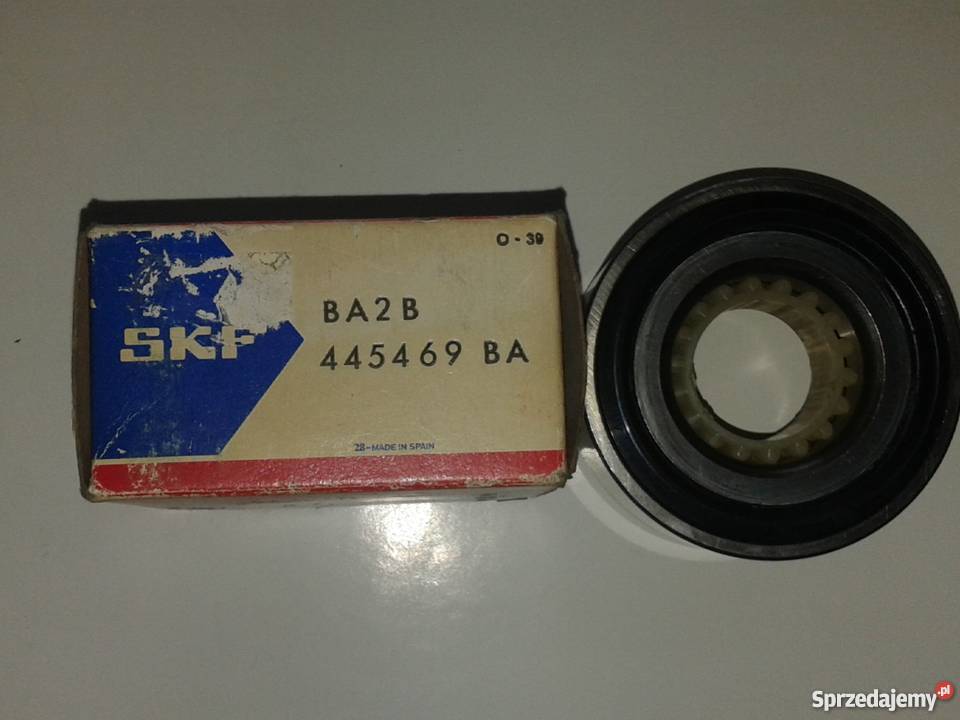 O - 39
BA2B
SKF
445469 BA
28-MADE IN SPAIN
Sprzedajemy.pl